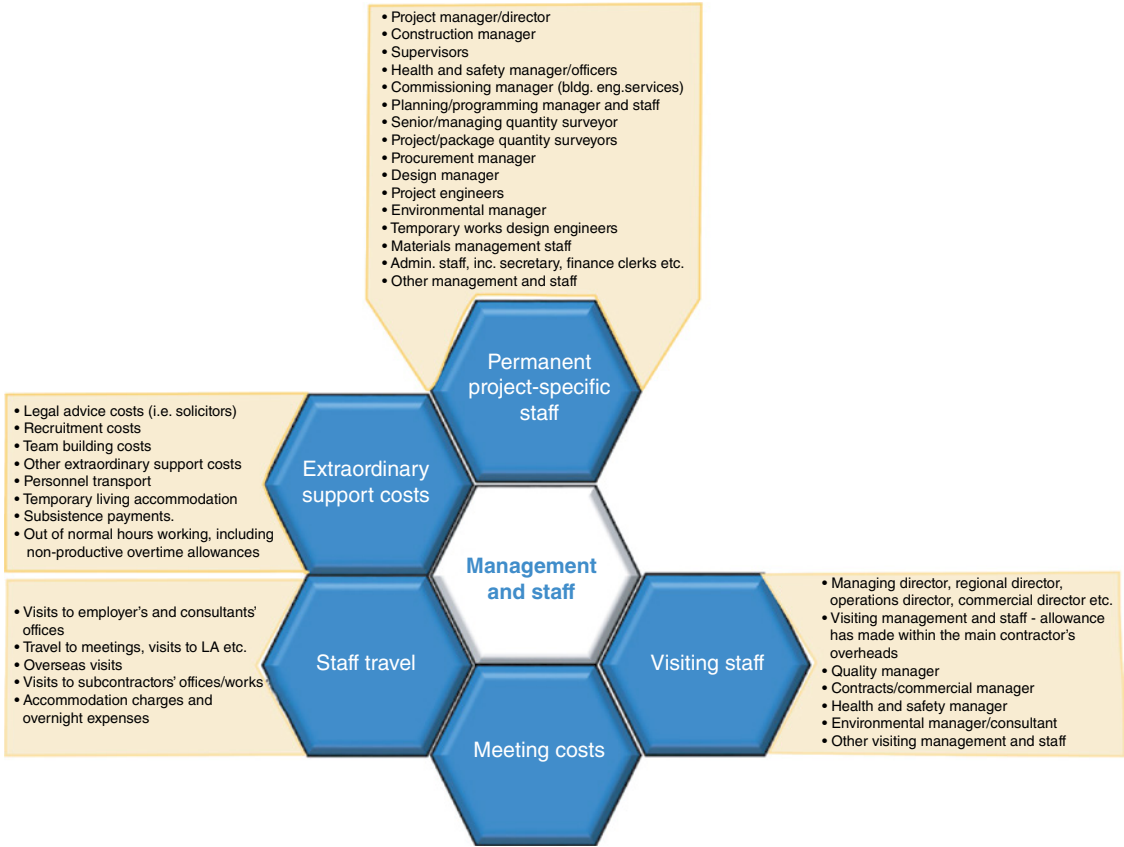 • Project manager/director
• Construction manager
• Supervisors
• Health and safety manager/officers
• Commissioning manager (bldg. eng.services)
• Planning/programming manager and staff
• Senior/managing quantity surveyor
• Project/package quantity surveyors
• Procurement manager
• Design manager
• Project engineers
• Environmental manager
• Temporary works design engineers
• Materials management staff
• Admin. staff, inc. secretary, finance clerks etc.
• Other management and staff
Permanent
project-specific
staff
• Legal advice costs (i.e. solicitors)
• Recruitment costs
• Team building costs
• Other extraordinary support costs
• Personnel transport
• Temporary living accommodation
• Subsistence payments.
• Out of normal hours working, including
non-productive overtime allowances
Extraordinary
support costs
Management
and staff
• Visits to employer's and consultants'
offices
• Travel to meetings, visits to LA etc.
• Overseas visits
• Visits to subcontractors' offices/works
• Accommodation charges and
overnight expenses
Staff travel
Visiting staff
• Managing director, regional director,
operations director, commercial director etc.
• Visiting management and staff - allowance
has made within the main contractor's
overheads
• Quality manager
• Contracts/commercial manager
• Health and safety manager
• Environmental manager/consultant
• Other visiting management and staff
Meeting costs